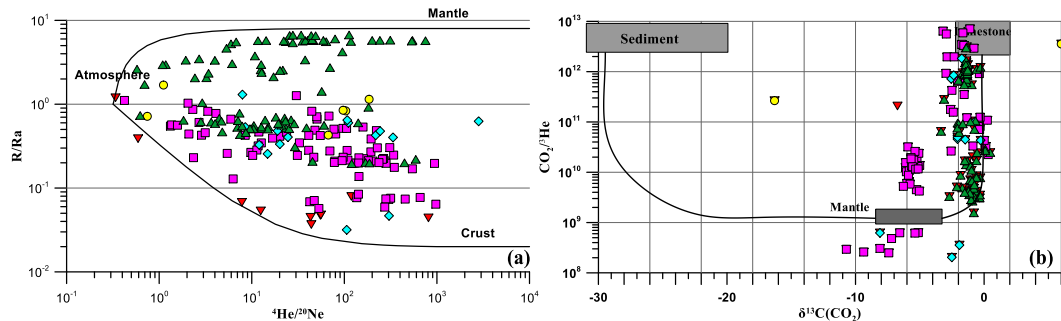 10¹
10⁰
10⁻¹
10⁻²
R/Ra
Mantle
Atmosphere
Crust
(a)
10⁻¹
10⁰
10¹
10²
10³
10⁴
⁴He/²⁰Ne
10¹³
10¹²
10¹¹
10¹⁰
10⁹
10⁸
CO₂/³He
Sediment
mestone
Mantle
(b)
-30
-20
-10
0
δ¹³C(CO₂)